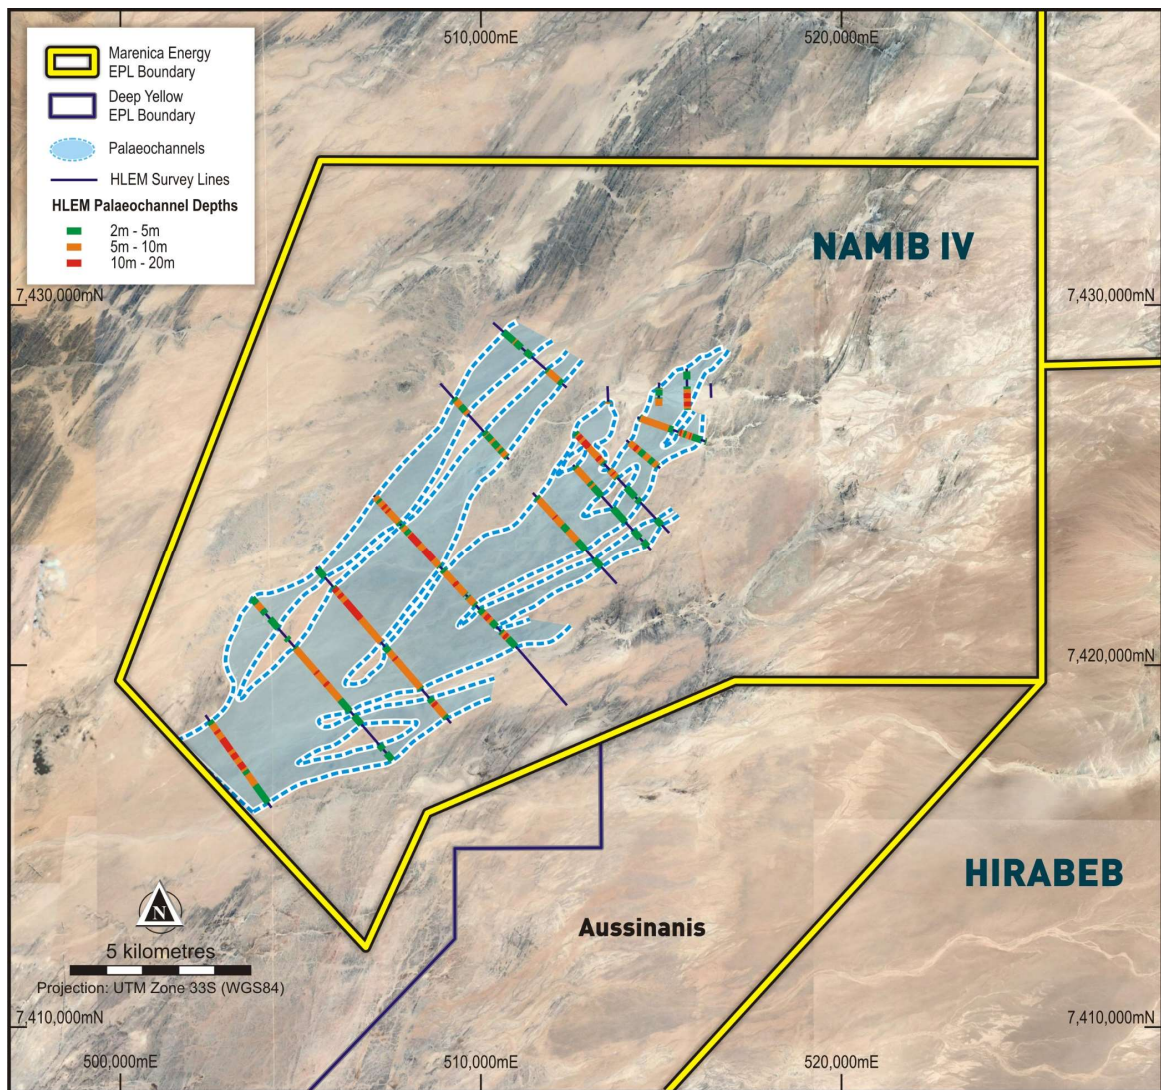 510,000mE
520,000mE
Marenica Energy
EPL Boundary
Deep Yellow
EPL Boundary
Palaeochannels
HLEM Survey Lines
HLEM Palaeochannel Depths
2m - 5m
5m - 10m
10m - 20m
NAMIB IV
7,430,000mN
7,430,000mN
7,420,000mN
HIRABEB
Aussinanis
N
5 kilometres
Projection: UTM Zone 33S (WGS84)
7,410,000mN
7,410,000mN
500,000mE
510,000mE
520,000mE